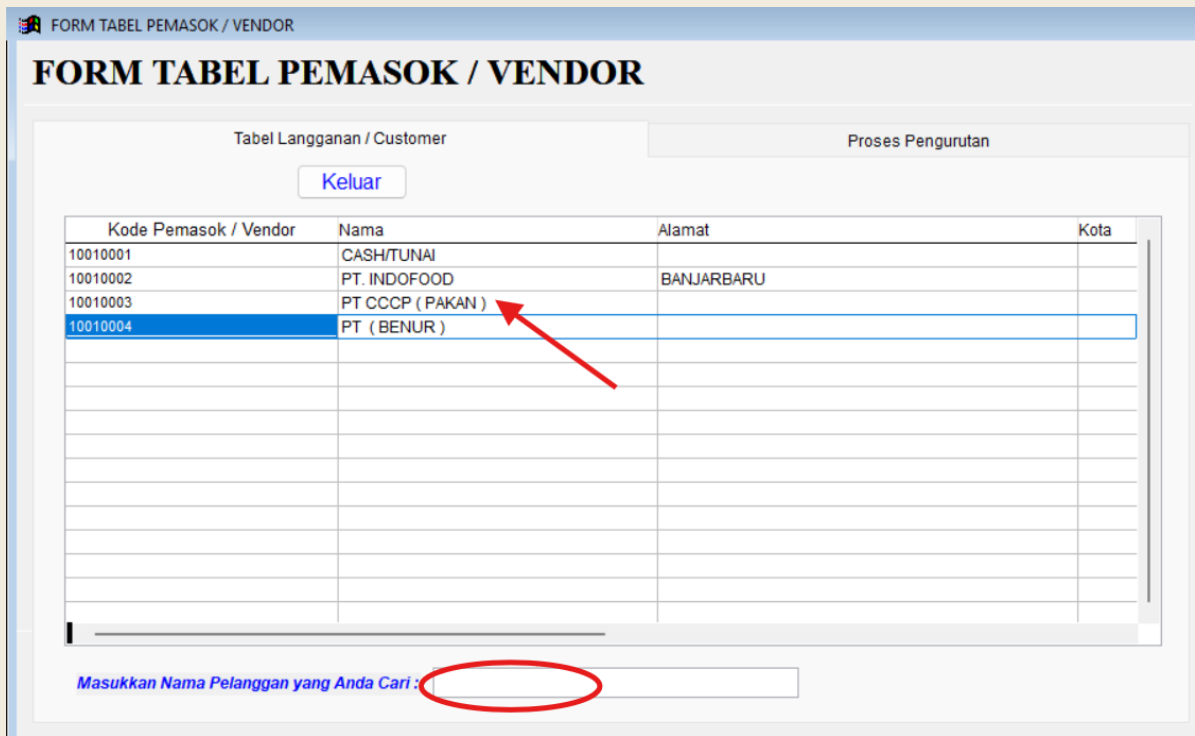 FORM TABEL PEMASOK / VENDOR
FORM TABEL PEMASOK / VENDOR
Tabel Langganan / Customer Proses Pengurutan
Keluar
Kode Pemasok / Vendor Nama Alamat Kota
10010001 CASH/TUNAI
10010002 PT. INDOFOOD BANJARBARU
10010003 PT CCCP ( PAKAN )
10010004 PT ( BENUR )
Masukkan Nama Pelanggan yang Anda Cari :